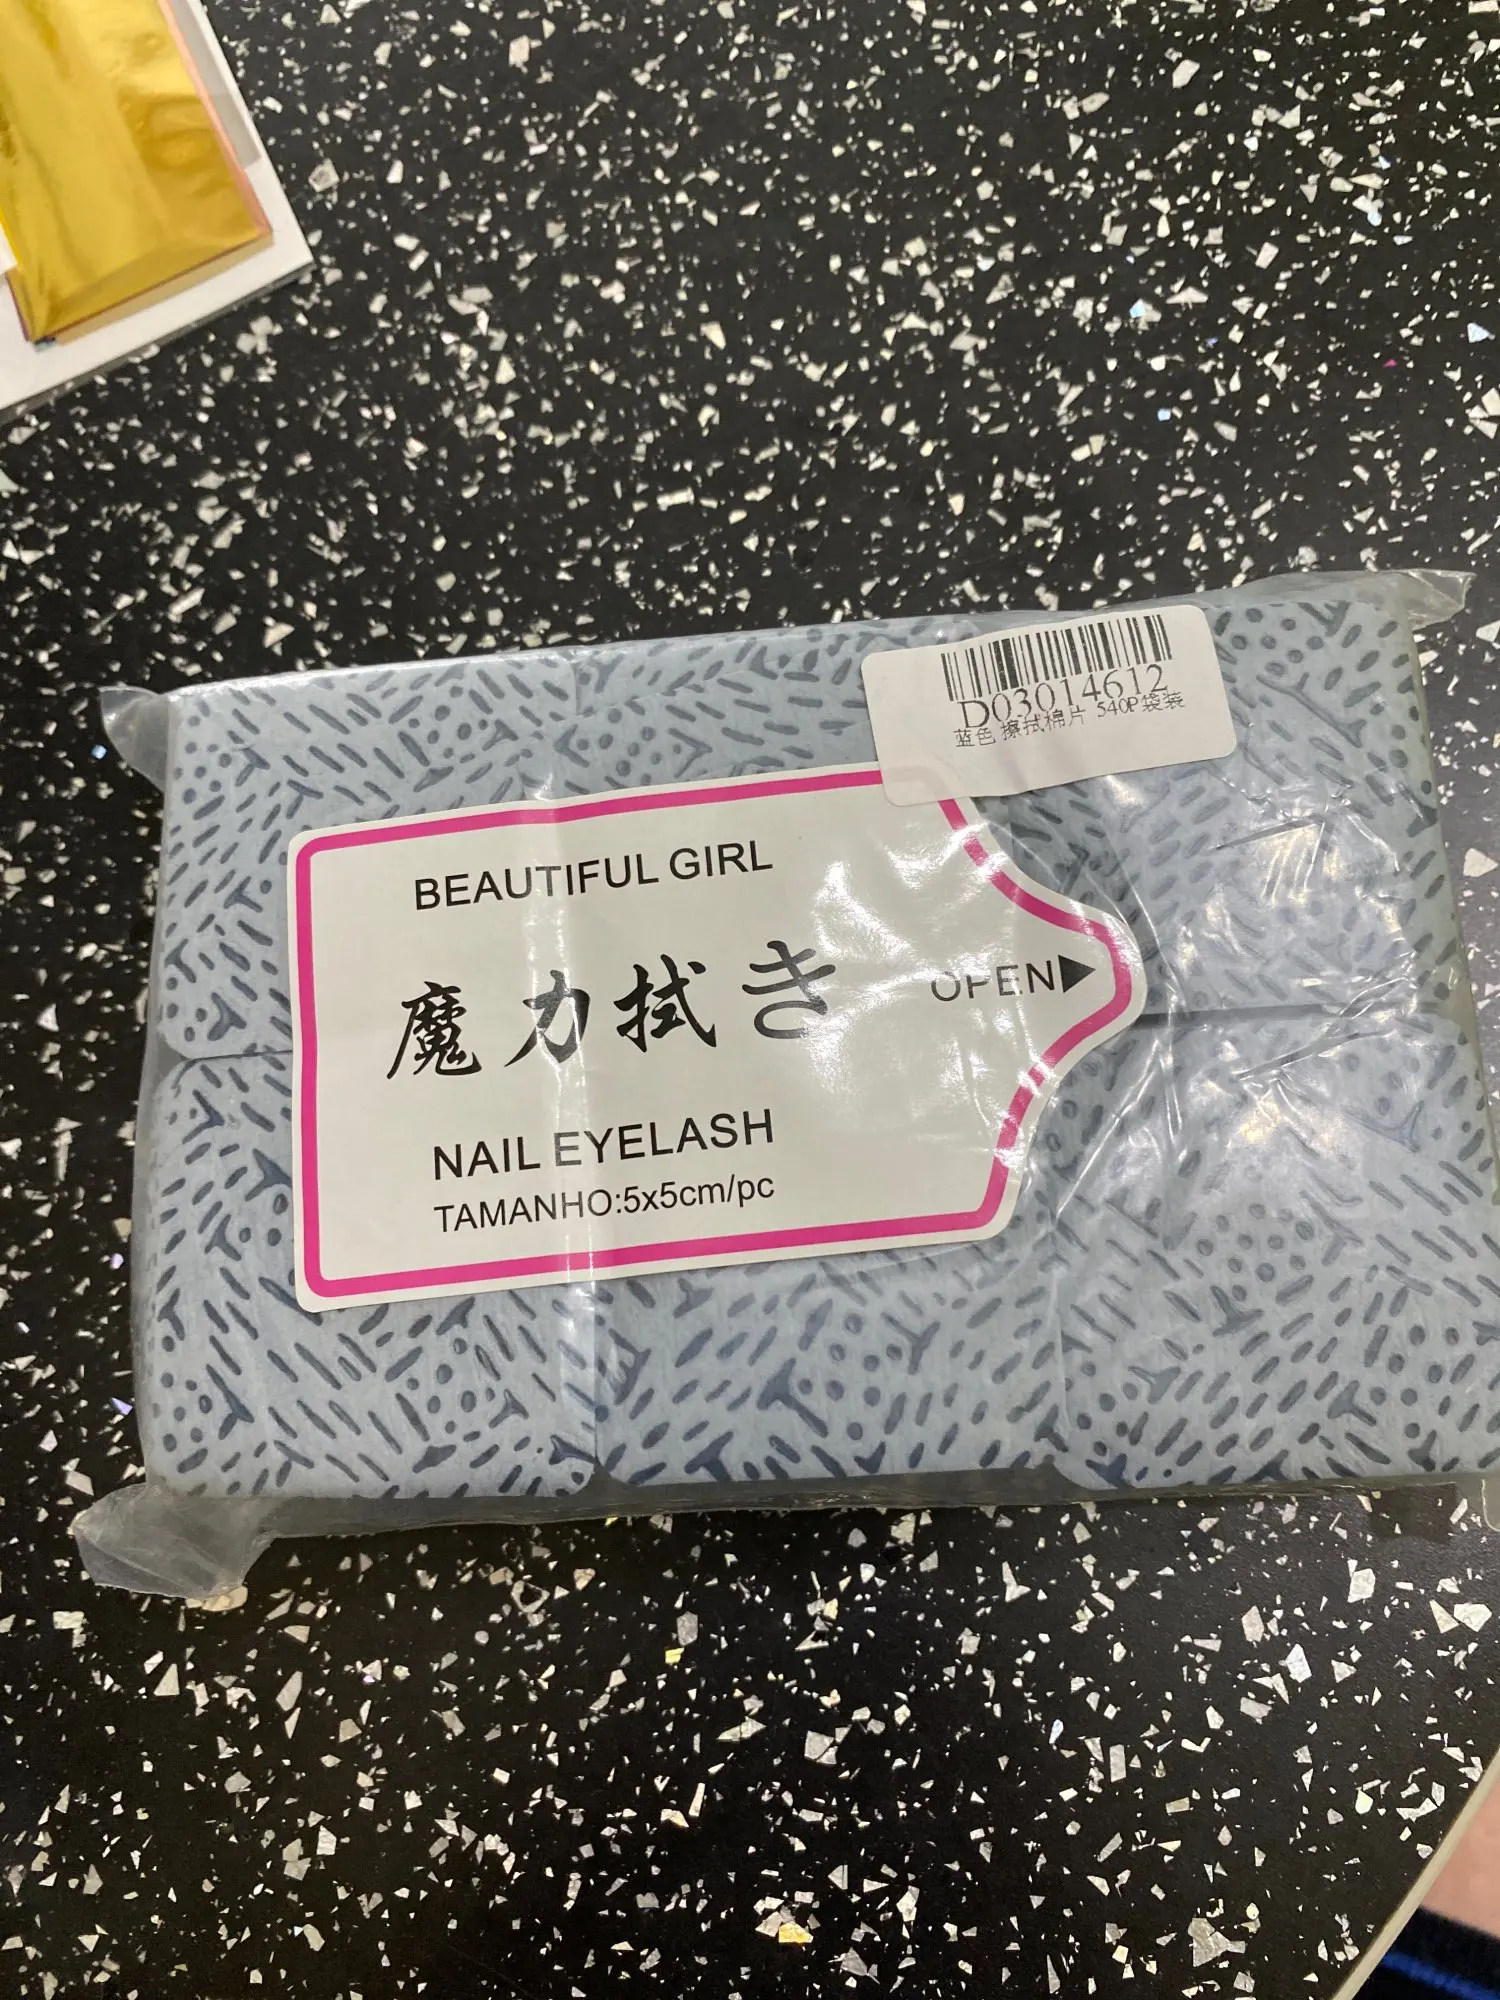 D03014612
蓝色 擦拭棉片 540P袋装
BEAUTIFUL GIRL
魔力拭き
OPEN▶
NAIL EYELASH
TAMANHO:5x5cm/pc